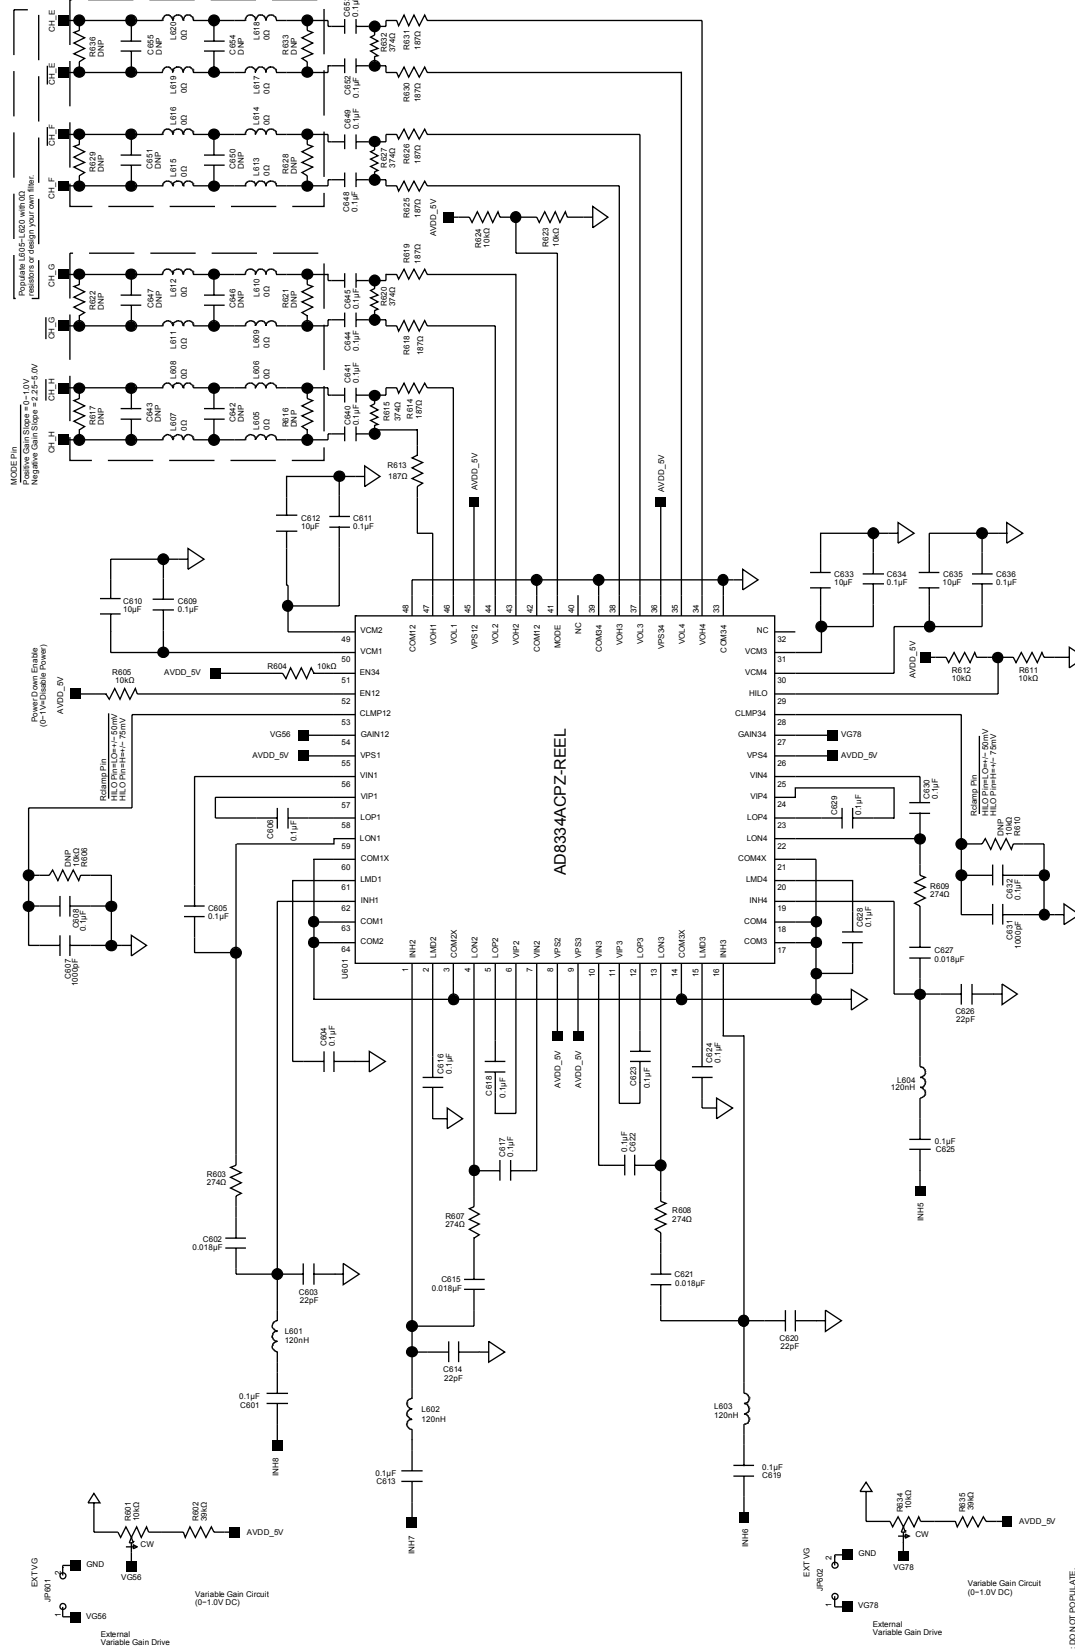 CH_E
R636
DNP
C655
DNP
L620
0Ω
C654
DNP
L618
0Ω
R633
DNP
0.1µF
R632
374Ω
R631
187Ω
CH_E
L619
0Ω
L617
0Ω
C652
0.1µF
R630
187Ω
CH_F
R629
DNP
C651
DNP
L616
0Ω
L615
0Ω
C650
DNP
L614
0Ω
L613
0Ω
R628
DNP
C649
0.1µF
C648
0.1µF
R627
374Ω
R626
187Ω
R625
187Ω
CH_F
Populate L605–L620 with 0Ω
resistors or design your own filter.
AVDD_5V
R624
10kΩ
R623
10kΩ
CH_G
R622
DNP
C647
DNP
L612
0Ω
L611
0Ω
C646
DNP
L610
0Ω
L609
0Ω
R621
DNP
C645
0.1µF
C644
0.1µF
R620
374Ω
R619
187Ω
R618
187Ω
CH_G
CH_H
R617
DNP
C643
DNP
L608
0Ω
L607
0Ω
C642
DNP
L606
0Ω
L605
0Ω
R616
DNP
C641
0.1µF
C640
0.1µF
R615
374Ω
R614
187Ω
CH_H
MODE Pin
Positive Gain Slope = 0–1.0V
Negative Gain Slope = 2.25–5.0V
R613
187Ω
AVDD_5V
AVDD_5V
C612
10µF
C611
0.1µF
C610
10µF
C609
0.1µF
C633
10µF
C634
0.1µF
C635
10µF
C636
0.1µF
48
47
46
45
44
43
42
41
40
39
38
37
36
35
34
33
COM12
VOH1
VOL1
VPS12
VOL2
VOH2
COM12
MODE
NC
COM34
VOH3
VOL3
VPS34
VOL4
VOH4
COM34
49
VCM2
50
VCM1
51
EN34
52
EN12
53
CLMP12
54
GAIN12
55
VPS1
56
VIN1
57
VIP1
58
LOP1
59
LON1
60
COM1X
61
LMD1
62
INH1
63
COM1
64
COM2
U601
AD8334ACPZ-REEL
NC
32
VCM3
31
VCM4
30
HILO
29
CLMP34
28
GAIN34
27
VPS4
26
VIN4
25
VIP4
24
LOP4
23
LON4
22
COM4X
21
LMD4
20
INH4
19
COM4
18
COM3
17
INH2
LMD2
COM2X
LON2
LOP2
VIP2
VIN2
VPS2
VPS3
VIN3
VIP3
LOP3
LON3
COM3X
LMD3
INH3
1
2
3
4
5
6
7
8
9
10
11
12
13
14
15
16
Power Down Enable
(0–1V=Disable Power)
AVDD_5V
R605
10kΩ
AVDD_5V
R604
10kΩ
VG56
AVDD_5V
Rclamp Pin
HILO Pin=LO=+/– 50mV
HILO Pin=H=+/– 75mV
DNP
10kΩ
R606
C608
0.1µF
C607
1000pF
C605
0.1µF
C606
0.1µF
AVDD_5V
R612
10kΩ
R611
10kΩ
VG78
AVDD_5V
Rclamp Pin
HILO Pin=LO=+/– 50mV
HILO Pin=H=+/– 75mV
C630
0.1µF
C629
0.1µF
DNP
10kΩ
R610
C632
0.1µF
C631
1000pF
R609
274Ω
C628
0.1µF
C627
0.018µF
C626
22pF
L604
120nH
0.1µF
C625
INH5
C604
0.1µF
C616
0.1µF
C618
0.1µF
AVDD_5V
AVDD_5V
C623
0.1µF
C624
0.1µF
C617
0.1µF
0.1µF
C622
R603
274Ω
C602
0.018µF
C603
22pF
L601
120nH
0.1µF
C601
INH8
R607
274Ω
C615
0.018µF
C614
22pF
L602
120nH
0.1µF
C613
INH7
R608
274Ω
C621
0.018µF
C620
22pF
L603
120nH
0.1µF
C619
INH6
R601
10kΩ
R602
39kΩ
AVDD_5V
CW
VG56
EXT VG
JP601
2
GND
1
VG56
Variable Gain Circuit
(0–1.0V DC)
External
Variable Gain Drive
R634
10kΩ
R635
39kΩ
AVDD_5V
CW
VG78
EXT VG
JP602
2
GND
1
VG78
Variable Gain Circuit
(0–1.0V DC)
External
Variable Gain Drive
DO NOT POPULATE.